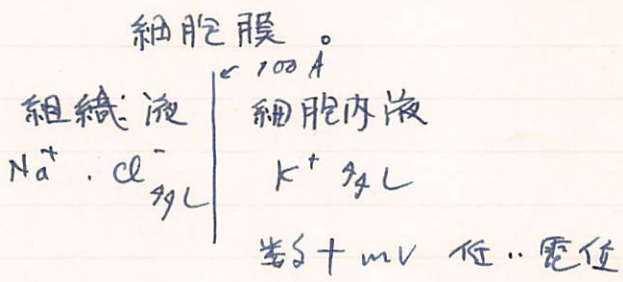 細胞膜
← 100 Å
組織液 細胞内液
Na⁺ . Cl⁻ 多し K⁺ 多し
数十mV 低い電位